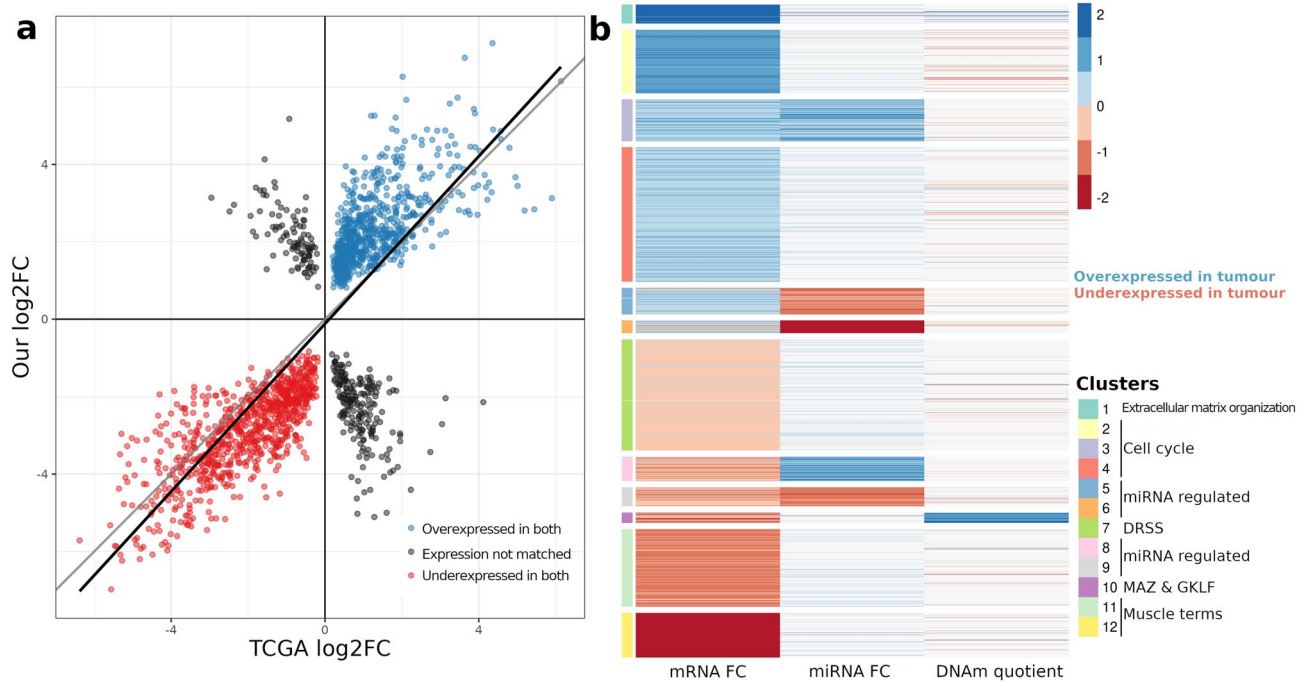 a
Our log2FC
4
0
-4
-4
0
4
TCGA log2FC
Overexpressed in both
Expression not matched
Underexpressed in both
b
mRNA FC
miRNA FC
DNAm quotient
2
1
0
-1
-2
Overexpressed in tumour
Underexpressed in tumour
Clusters
1 Extracellular matrix organization
2
3 Cell cycle
4
5 miRNA regulated
6
7 DRSS
8 miRNA regulated
9
10 MAZ & GKLF
11 Muscle terms
12